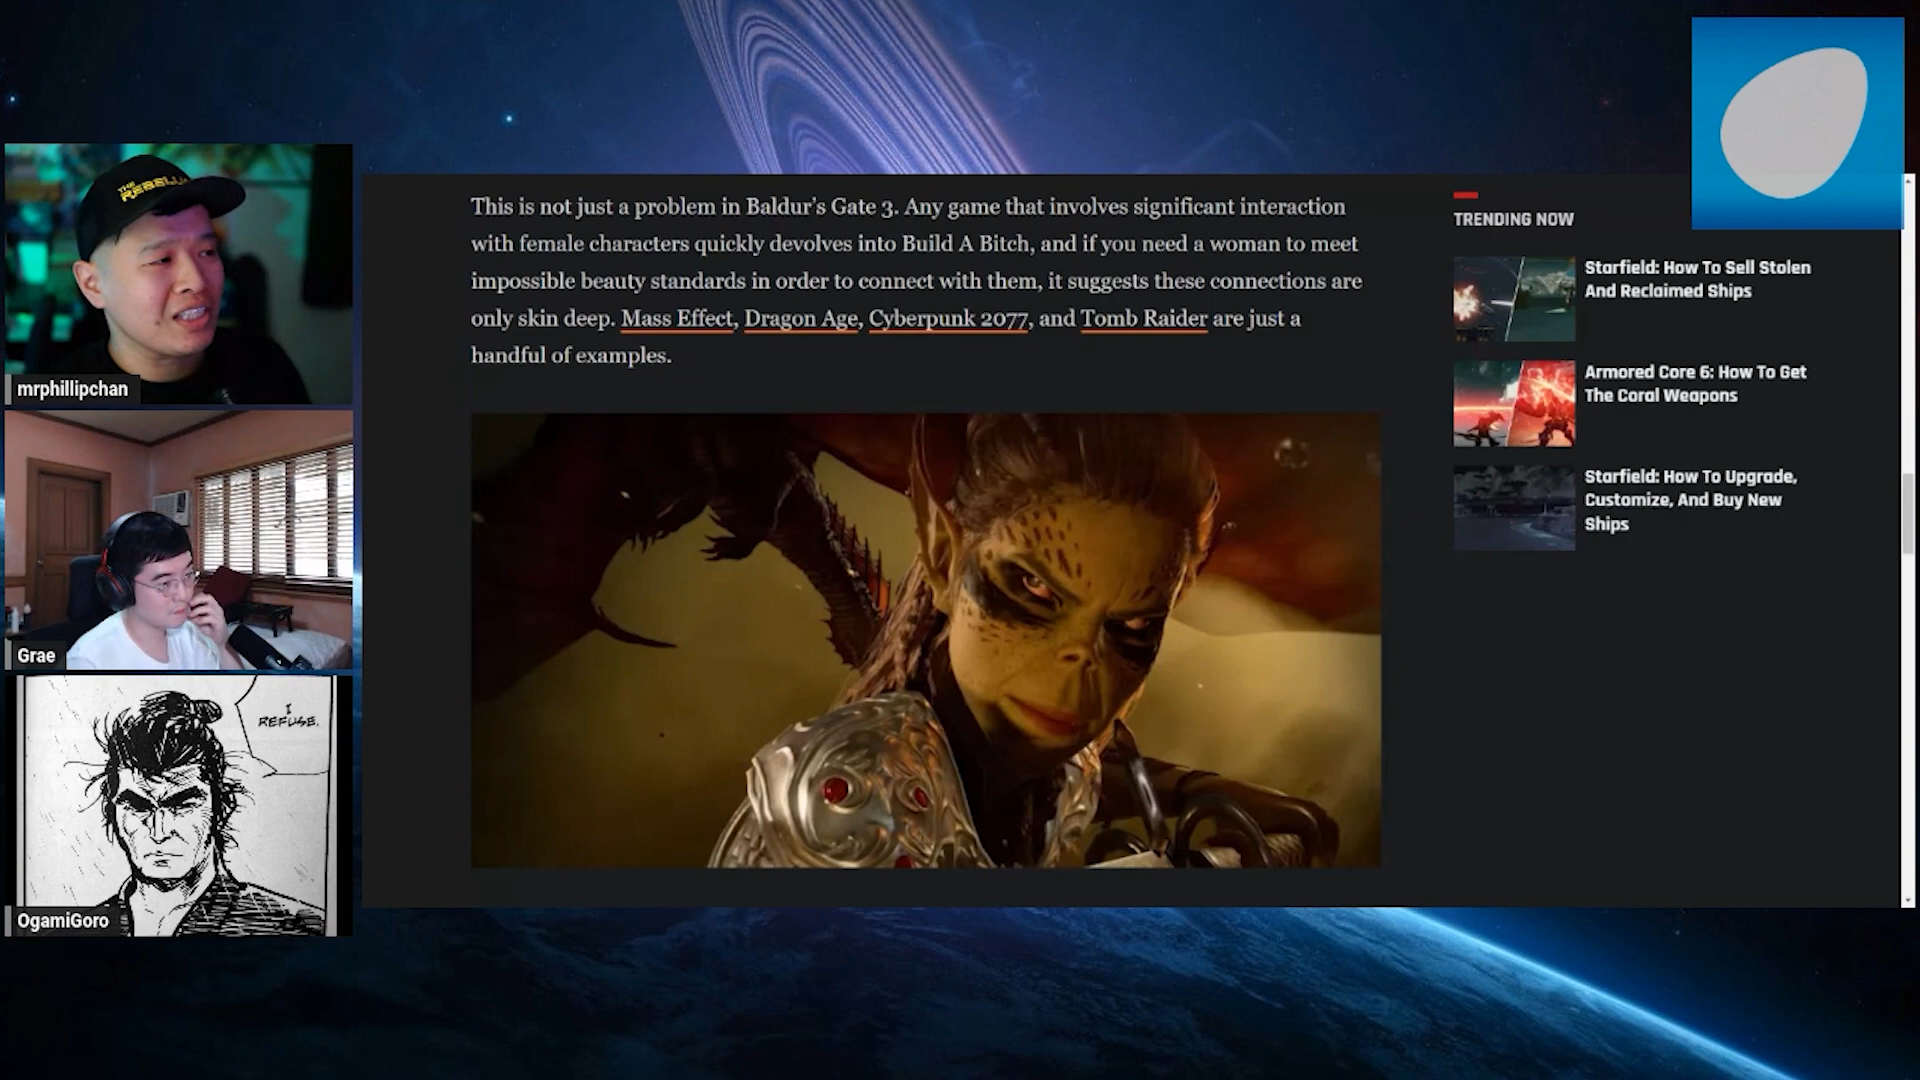 This is not just a problem in Baldur's Gate 3. Any game that involves significant interaction
with female characters quickly devolves into Build A Bitch, and if you need a woman to meet
impossible beauty standards in order to connect with them, it suggests these connections are
only skin deep. Mass Effect, Dragon Age, Cyberpunk 2077, and Tomb Raider are just a
handful of examples.
TRENDING NOW
Starfield: How To Sell Stolen
And Reclaimed Ships
Armored Core 6: How To Get
The Coral Weapons
Starfield: How To Upgrade,
Customize, And Buy New
Ships
THE
mrphillipchan
Grae
I
REFUSE.
OgamiGoro